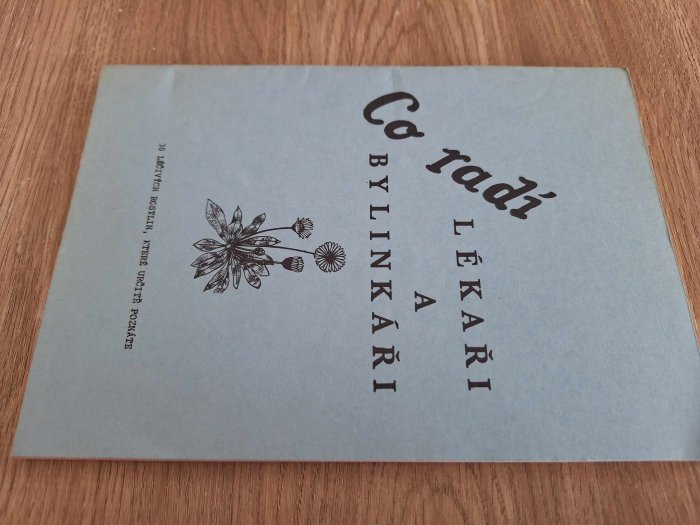 Co radí
LÉKAŘI
A
BYLINKÁŘI
30 LÉČIVÝCH ROSTLIN, KTERÉ URČITĚ POZNÁTE